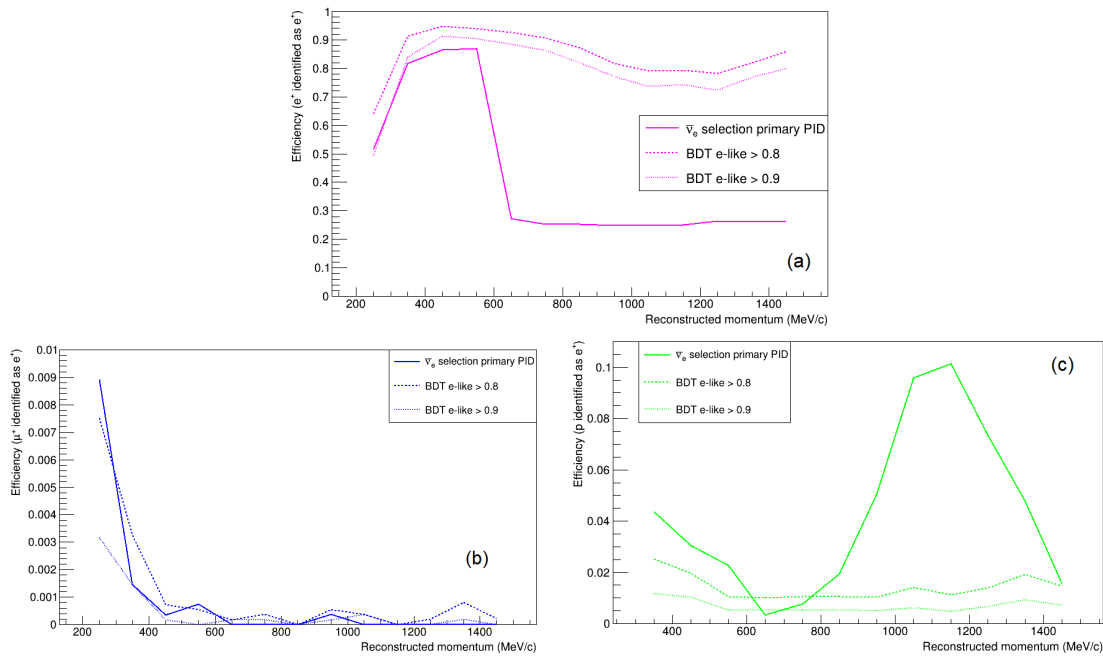 Efficiency (e⁺ identified as e⁺)
1
0.9
0.8
0.7
0.6
0.5
0.4
0.3
0.2
0.1
0
200 400 600 800 1000 1200 1400
Reconstructed momentum (MeV/c)
ν̅ₑ selection primary PID
BDT e-like > 0.8
BDT e-like > 0.9
(a)
Efficiency (μ⁺ identified as e⁺)
0.01
0.009
0.008
0.007
0.006
0.005
0.004
0.003
0.002
0.001
0
200 400 600 800 1000 1200 1400
Reconstructed momentum (MeV/c)
ν̅ₑ selection primary PID
BDT e-like > 0.8
BDT e-like > 0.9
(b)
Efficiency (p identified as e⁺)
0.1
0.08
0.06
0.04
0.02
0
400 600 800 1000 1200 1400
Reconstructed momentum (MeV/c)
ν̅ₑ selection primary PID
BDT e-like > 0.8
BDT e-like > 0.9
(c)